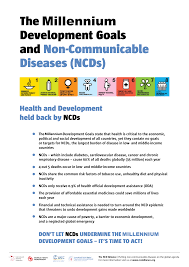 The Millennium
Development Goals
and Non-Communicable
Diseases (NCDs)
Health and Development
held back by NCDs
The Millennium Development Goals state that health is critical to the economic,
political and social development of all countries, yet they contain no goals
or targets for NCDs, the largest burden of disease in low- and middle-income
countries
NCDs – which include diabetes, cardiovascular disease, cancer and chronic
respiratory disease – cause 60% of all deaths globally (35 million) each year
4 out 5 deaths occur in low- and middle-income countries
NCDs share the common risk factors of tobacco use, unhealthy diet and physical
inactivity
NCDs only receive 0.9% of health official development assistance (ODA)
The provision of affordable essential medicines could save millions of lives
each year
Financial and technical assistance is needed to turn around the NCD epidemic
that threatens to undo development gains made worldwide
NCDs are a major cause of poverty, a barrier to economic development,
and a neglected global emergency
DON'T LET NCDs UNDERMINE THE MILLENNIUM
DEVELOPMENT GOALS – IT'S TIME TO ACT!